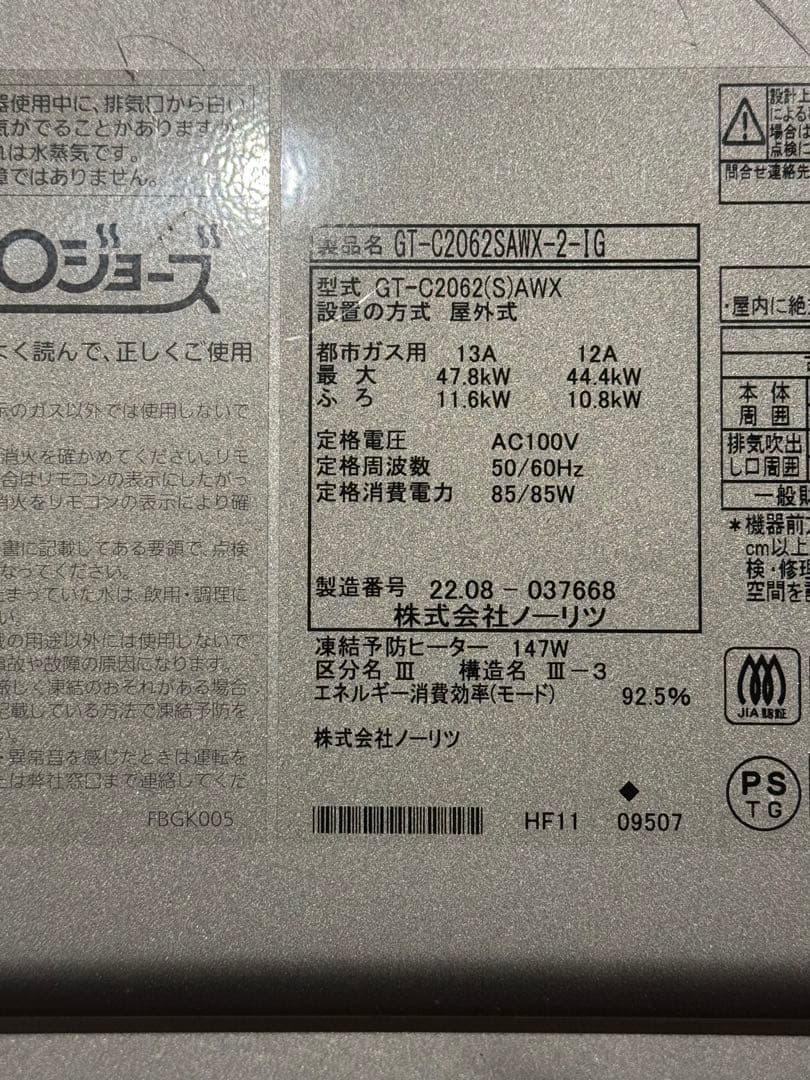 器使用中に、排気口から白い
気がでることがありますが
れは水蒸気です。
障ではありません。
ジョーズ
よく読んで、正しくご使用
示のガス以外では使用しないで
消火を確かめてください。リモ
合はリモコンの表示にしたがっ
消火をリモコンの表示により確
書に記載してある要領で、点検
なってください。
たまっていた水は 飲用・調理に
い。
の用途以外には使用しないで
事故や故障の原因になります。
厳しく凍結のおそれがある場合
記載している方法で凍結予防を
・異常音を感じたときは運転を
は弊社窓口まで連絡してくだ
FBGK005
製品名 GT-C2062SAWX-2-IG
型式 GT-C2062(S)AWX
設置の方式 屋外式
都市ガス用 13A 12A
最大 47.8kW 44.4kW
ふろ 11.6kW 10.8kW
定格電圧 AC100V
定格周波数 50/60Hz
定格消費電力 85/85W
製造番号 22.08-037668
株式会社ノーリツ
凍結予防ヒーター 147W
区分名 Ⅲ 構造名 Ⅲ-3
エネルギー消費効率(モード) 92.5%
株式会社ノーリツ
HF11 09507
設計上
による
場合は
点検に
問合せ連絡先
・屋内に絶
本体
周囲
排気吹出
し口周囲
一般財
*機器前
cm以上
検・修理
空間を
JIA認証
PS
TG